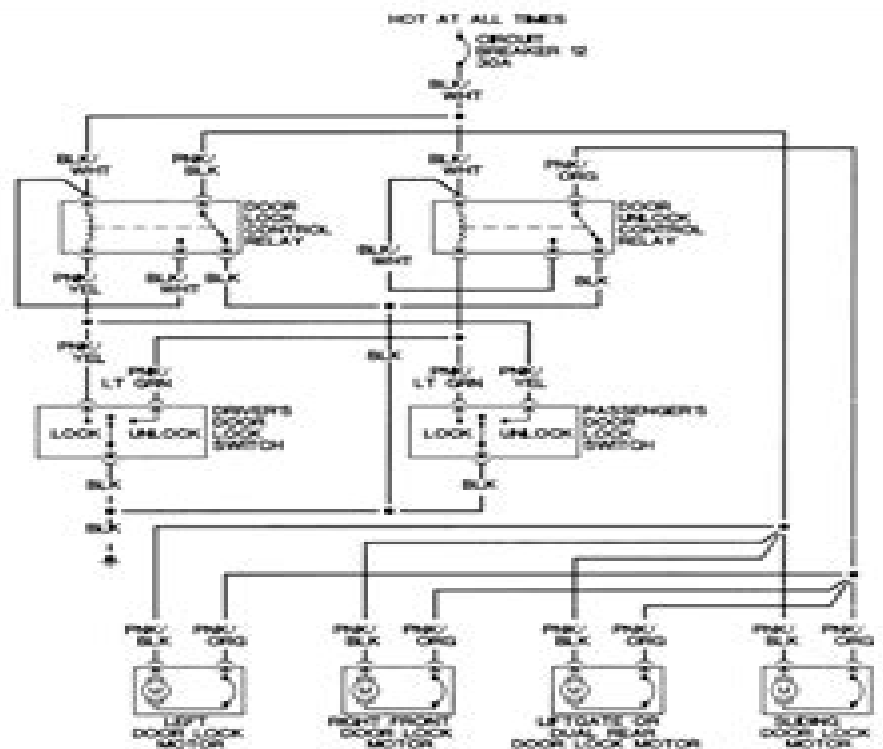 HOT AT ALL TIMES
CIRCUIT
BREAKER 12
30A
BLK/
WHT
BLK/
WHT
PNK/
BLK
BLK/
WHT
PNK/
ORG
DOOR
LOCK
CONTROL
RELAY
DOOR
UNLOCK
CONTROL
RELAY
BLK/
WHT
PNK/
YEL
BLK/
WHT
BLK
BLK
PNK/
YEL
BLK
PNK/
LT GRN
PNK/
LT GRN
PNK/
YEL
LOCK
UNLOCK
DRIVER'S
DOOR
LOCK
SWITCH
LOCK
UNLOCK
PASSENGER'S
DOOR
LOCK
SWITCH
BLK
BLK
BLK
PNK/
BLK
PNK/
ORG
PNK/
BLK
PNK/
ORG
PNK/
BLK
PNK/
ORG
PNK/
BLK
PNK/
ORG
LEFT
DOOR LOCK
MOTOR
RIGHT FRONT
DOOR LOCK
MOTOR
LIFTGATE OR
DUAL REAR
DOOR LOCK MOTOR
SLIDING
DOOR LOCK
MOTOR